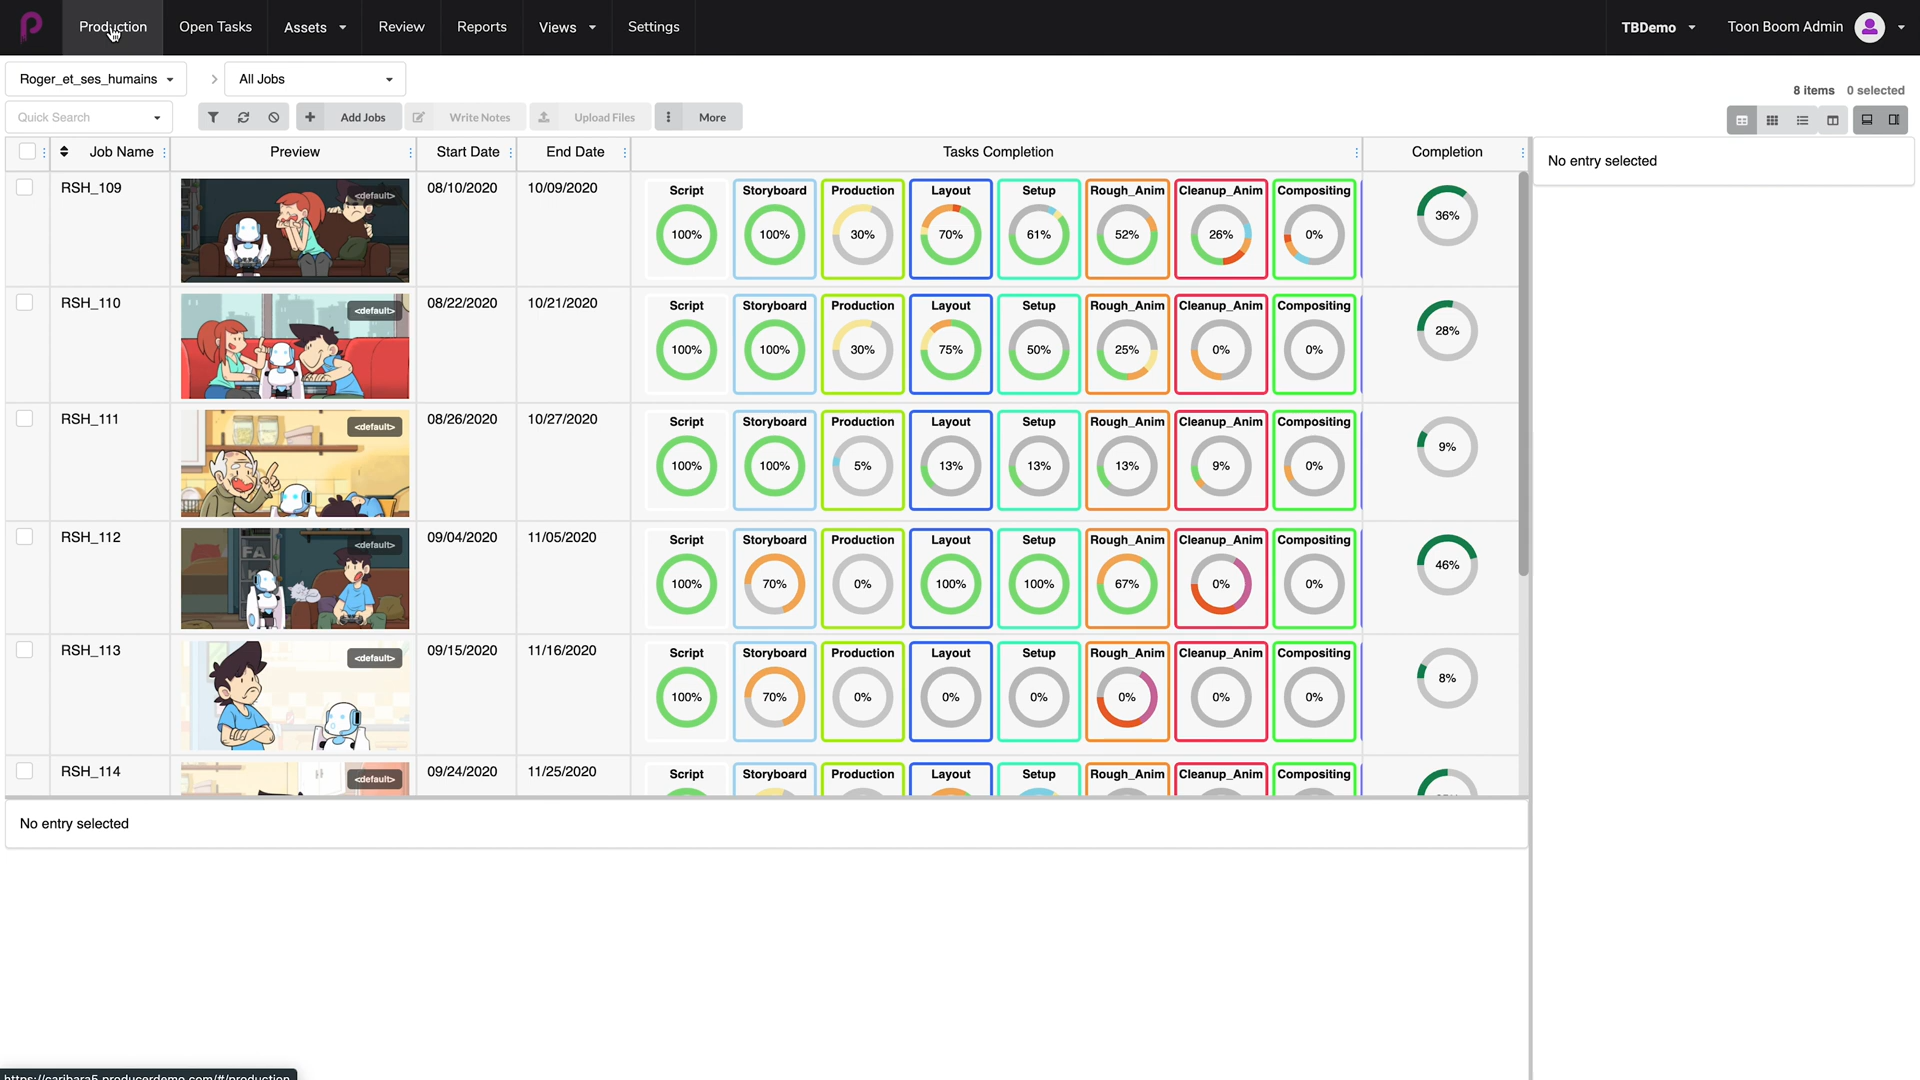 Production
Open Tasks
Assets
Review
Reports
Views
Settings
TBDemo
Toon Boom Admin
Roger_et_ses_humains
All Jobs
8 items 0 selected
Quick Search
Add Jobs
Write Notes
Upload Files
More
Job Name
Preview
Start Date
End Date
Tasks Completion
Completion
No entry selected
RSH_109
<default>
08/10/2020
10/09/2020
Script Storyboard Production Layout Setup Rough_Anim Cleanup_Anim Compositing
100% 100% 30% 70% 61% 52% 26% 0%
36%
RSH_110
<default>
08/22/2020
10/21/2020
Script Storyboard Production Layout Setup Rough_Anim Cleanup_Anim Compositing
100% 100% 30% 75% 50% 25% 0% 0%
28%
RSH_111
<default>
08/26/2020
10/27/2020
Script Storyboard Production Layout Setup Rough_Anim Cleanup_Anim Compositing
100% 100% 5% 13% 13% 13% 9% 0%
9%
RSH_112
FA
<default>
09/04/2020
11/05/2020
Script Storyboard Production Layout Setup Rough_Anim Cleanup_Anim Compositing
100% 70% 0% 100% 100% 67% 0% 0%
46%
RSH_113
<default>
09/15/2020
11/16/2020
Script Storyboard Production Layout Setup Rough_Anim Cleanup_Anim Compositing
100% 70% 0% 0% 0% 0% 0% 0%
8%
RSH_114
<default>
09/24/2020
11/25/2020
Script Storyboard Production Layout Setup Rough_Anim Cleanup_Anim Compositing
No entry selected
https://caribara5.producerdemo.com/#/production